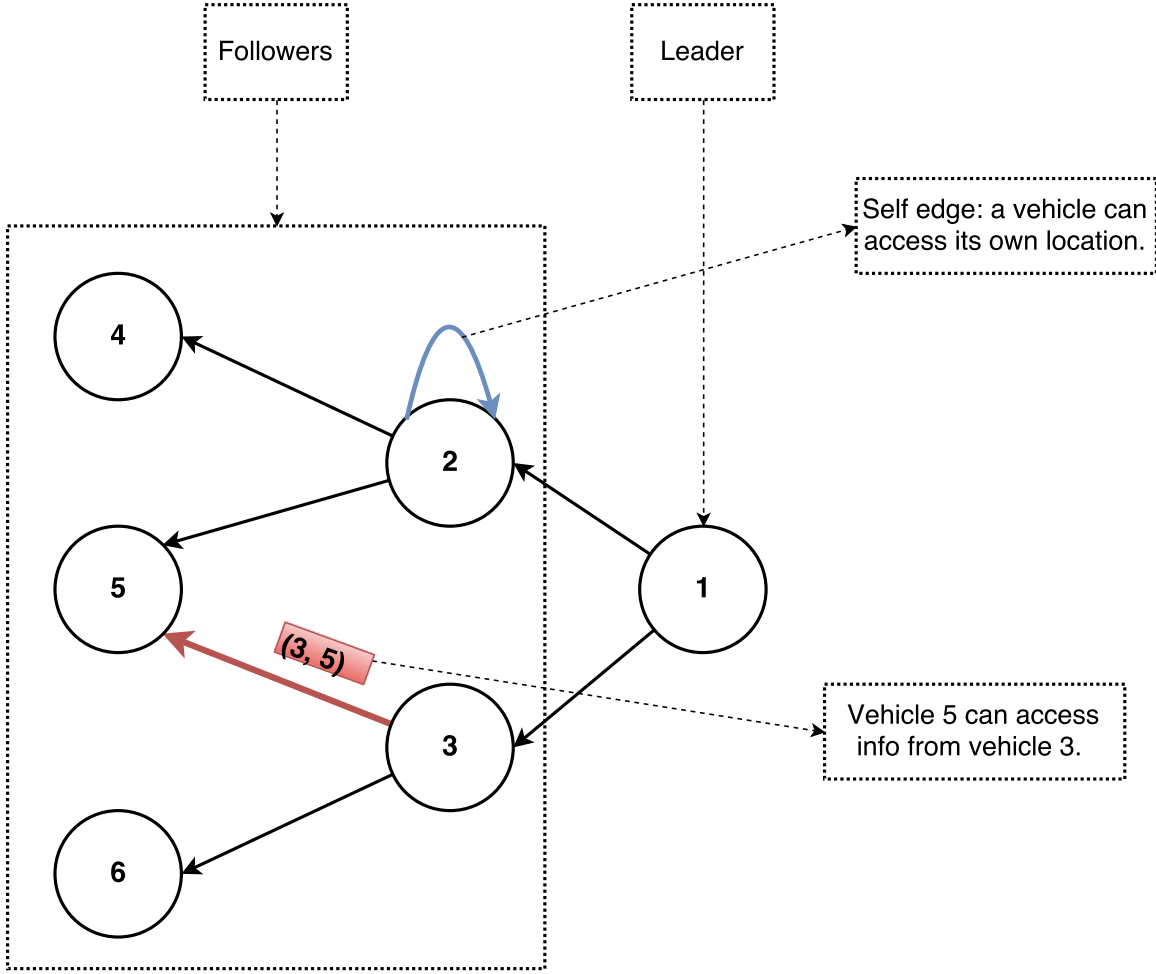 Followers
Leader
Self edge: a vehicle can
access its own location.
4
2
5
1
(3, 5)
3
Vehicle 5 can access
info from vehicle 3.
6